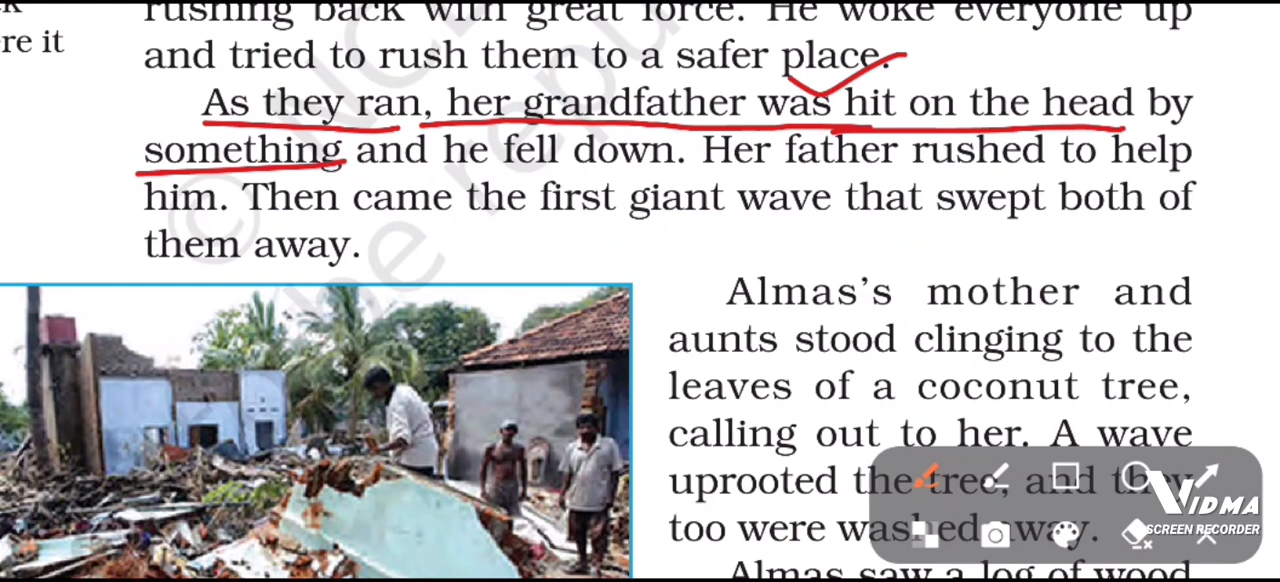 re it
rushing back with great force. He woke everyone up
and tried to rush them to a safer place.
As they ran, her grandfather was hit on the head by
something and he fell down. Her father rushed to help
him. Then came the first giant wave that swept both of
them away.
Almas's mother and
aunts stood clinging to the
leaves of a coconut tree,
calling out to her. A wave
uprooted the tree, and they
too were washed away.
Almas saw a log of wood
VIDMA
SCREEN RECORDER